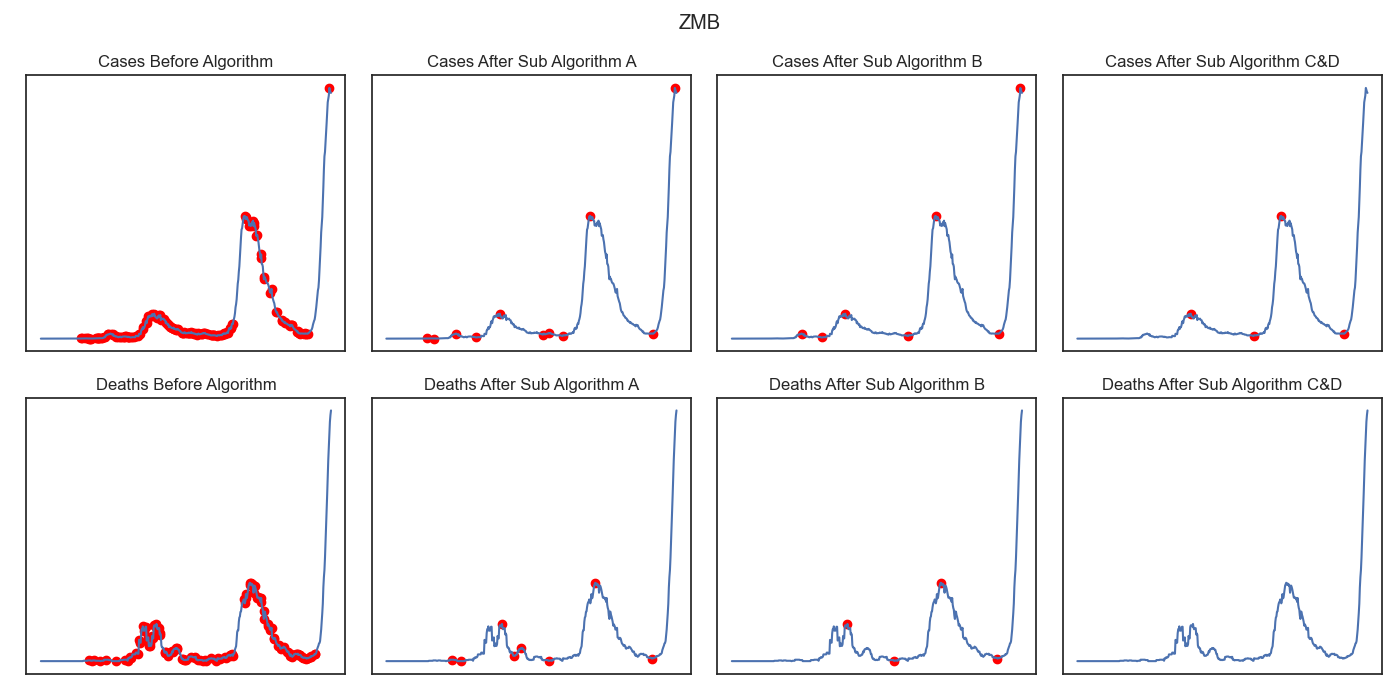 ZMB
Cases Before Algorithm
Cases After Sub Algorithm A
Cases After Sub Algorithm B
Cases After Sub Algorithm C&D
Deaths Before Algorithm
Deaths After Sub Algorithm A
Deaths After Sub Algorithm B
Deaths After Sub Algorithm C&D